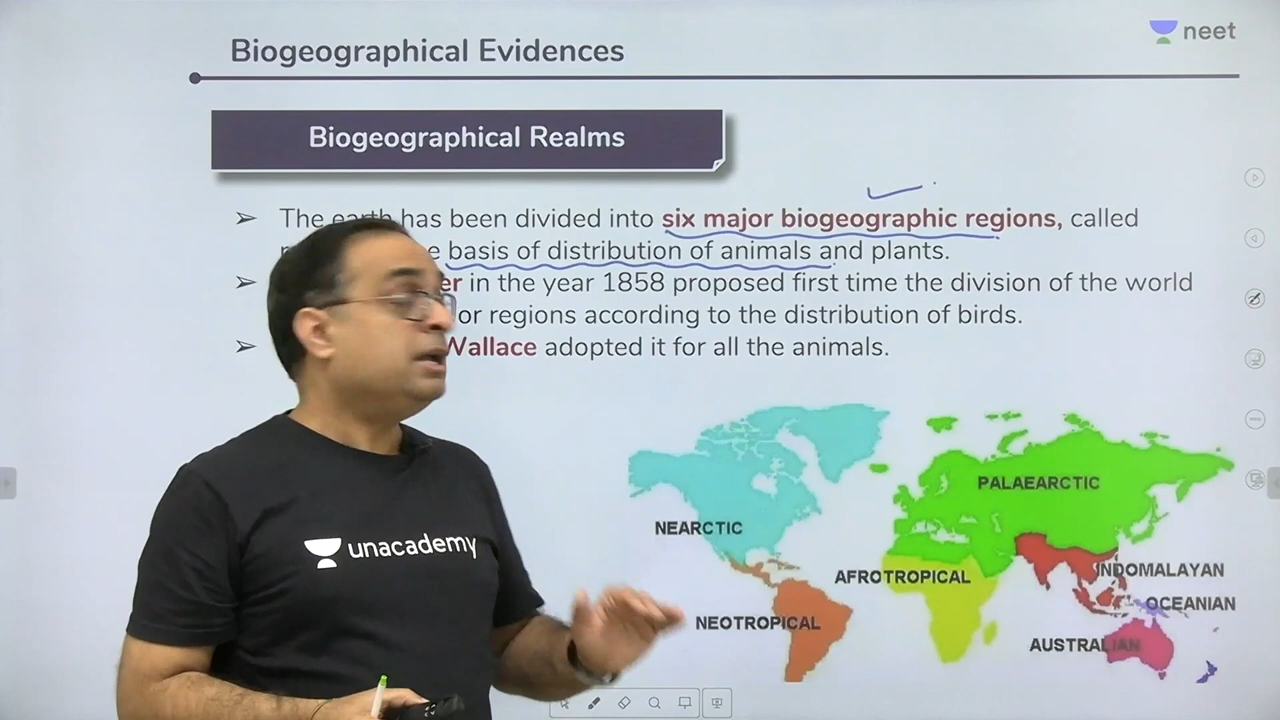 neet
Biogeographical Evidences
Biogeographical Realms
The earth has been divided into six major biogeographic regions, called
basis of distribution of animals and plants.
in the year 1858 proposed first time the division of the world
regions according to the distribution of birds.
Wallace adopted it for all the animals.
unacademy
PALAEARCTIC
NEARCTIC
AFROTROPICAL
INDOMALAYAN
OCEANIAN
NEOTROPICAL
AUSTRALIAN